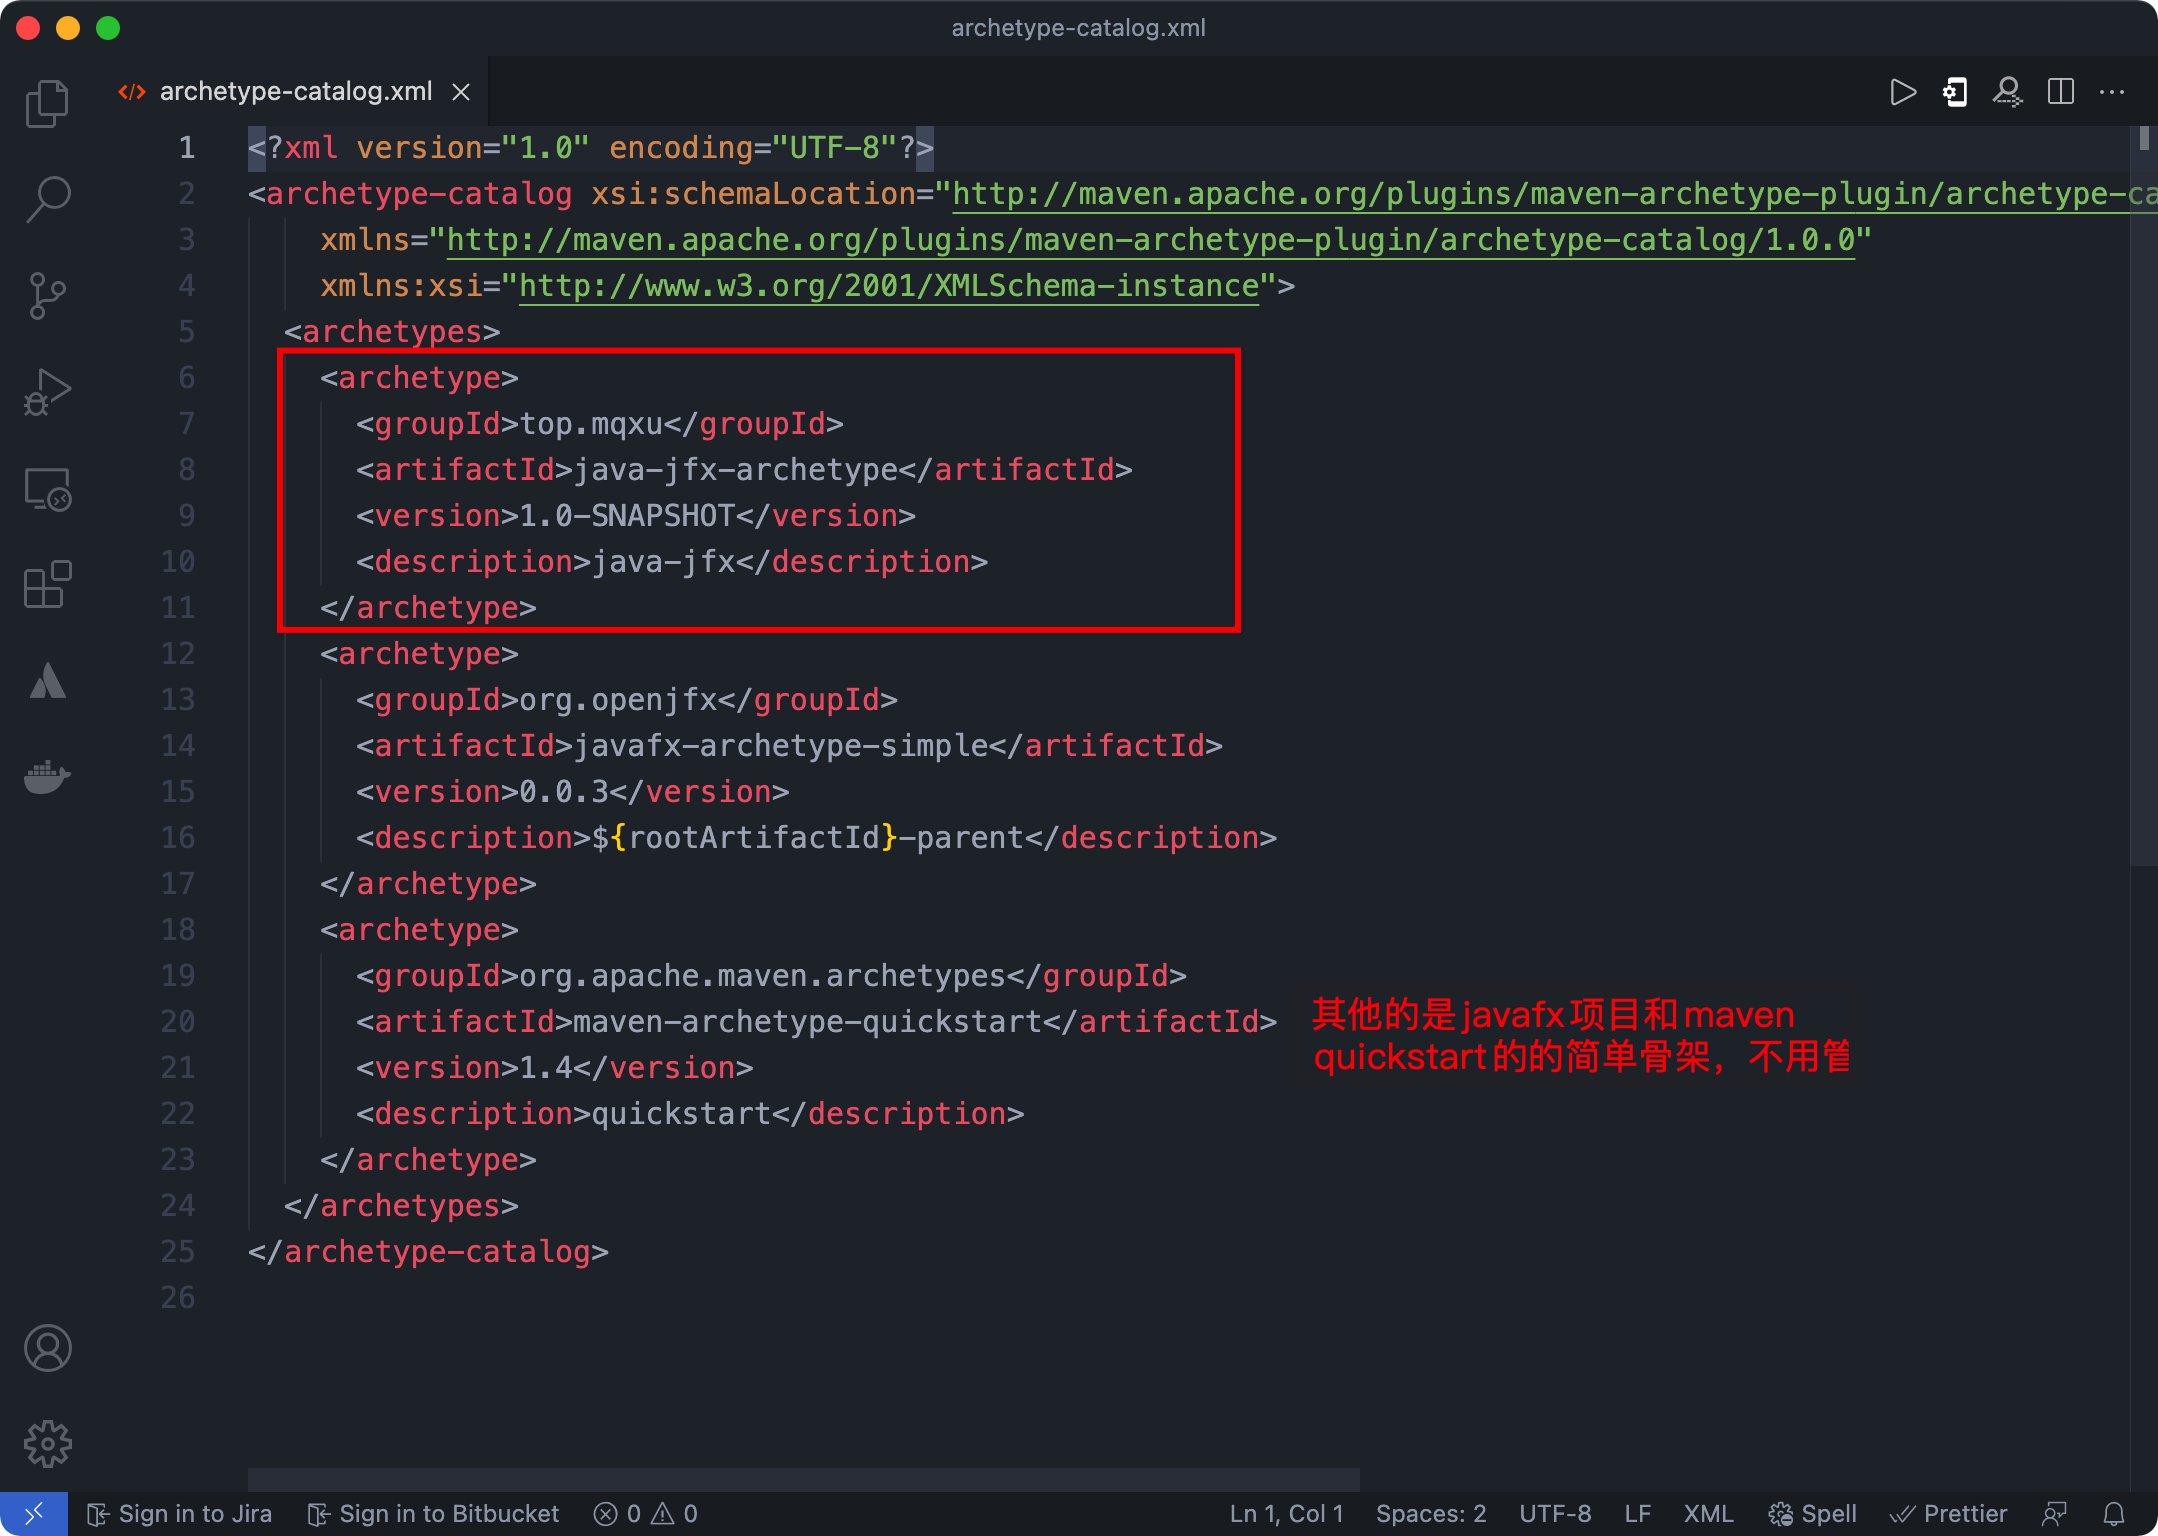 archetype-catalog.xml
archetype-catalog.xml
1 <?xml version="1.0" encoding="UTF-8"?>
2 <archetype-catalog xsi:schemaLocation="http://maven.apache.org/plugins/maven-archetype-plugin/archetype-ca
3 xmlns="http://maven.apache.org/plugins/maven-archetype-plugin/archetype-catalog/1.0.0"
4 xmlns:xsi="http://www.w3.org/2001/XMLSchema-instance">
5 <archetypes>
6 <archetype>
7 <groupId>top.mqxu</groupId>
8 <artifactId>java-jfx-archetype</artifactId>
9 <version>1.0-SNAPSHOT</version>
10 <description>java-jfx</description>
11 </archetype>
12 <archetype>
13 <groupId>org.openjfx</groupId>
14 <artifactId>javafx-archetype-simple</artifactId>
15 <version>0.0.3</version>
16 <description>${rootArtifactId}-parent</description>
17 </archetype>
18 <archetype>
19 <groupId>org.apache.maven.archetypes</groupId>
20 <artifactId>maven-archetype-quickstart</artifactId>
21 <version>1.4</version>
22 <description>quickstart</description>
23 </archetype>
24 </archetypes>
25 </archetype-catalog>
26
其他的是javafx项目和maven
quickstart的的简单骨架，不用管
Sign in to Jira Sign in to Bitbucket 0 0 Ln 1, Col 1 Spaces: 2 UTF-8 LF XML Spell Prettier